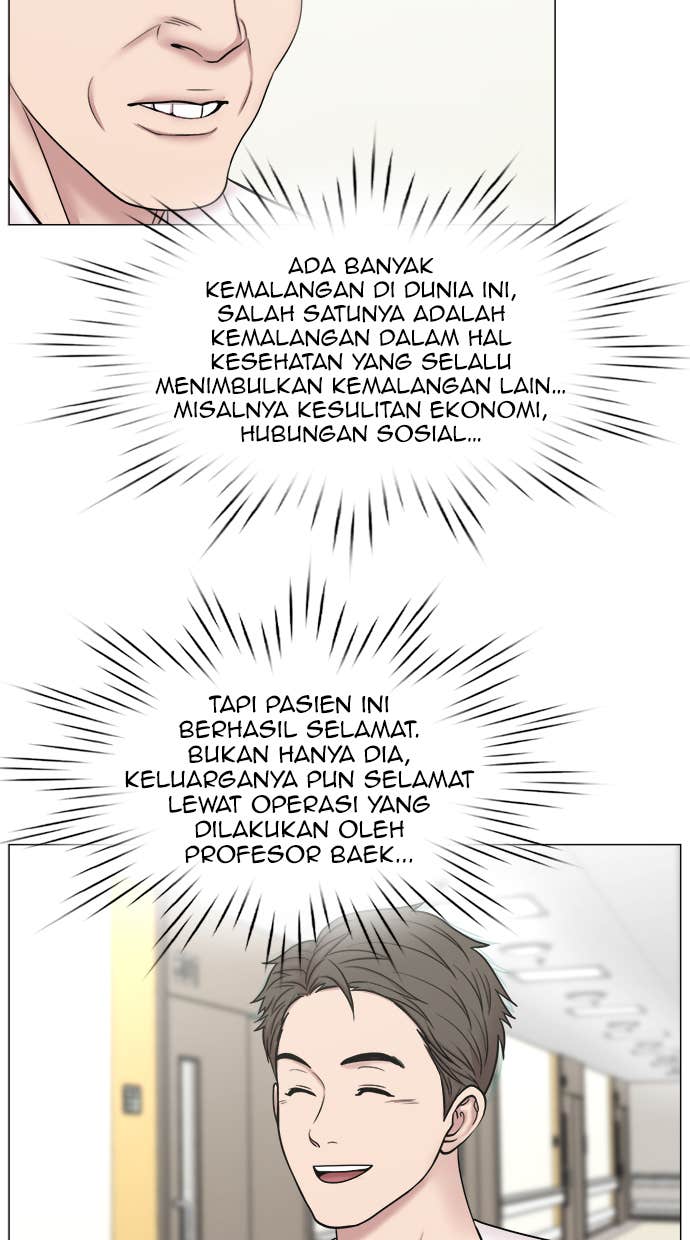 ADA BANYAK
KEMALANGAN DI DUNIA INI,
SALAH SATUNYA ADALAH
KEMALANGAN DALAM HAL
KESEHATAN YANG SELALU
MENIMBULKAN KEMALANGAN LAIN...
MISALNYA KESULITAN EKONOMI,
HUBUNGAN SOSIAL...
TAPI PASIEN INI
BERHASIL SELAMAT.
BUKAN HANYA DIA,
KELUARGANYA PUN SELAMAT
LEWAT OPERASI YANG
DILAKUKAN OLEH
PROFESOR BAEK...